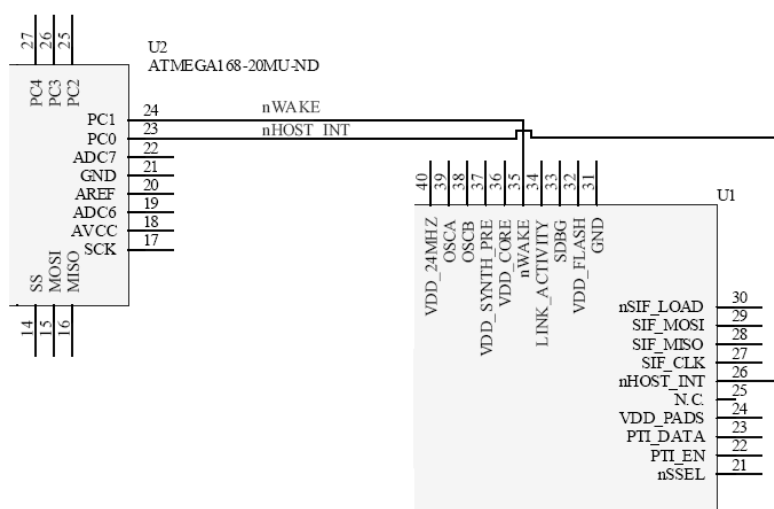 27 26 25
U2
ATMEGA168-20MU-ND
PC4 PC3 PC2
PC1 24 nWAKE
PC0 23 nHOST_INT
ADC7 22
GND 21
AREF 20
ADC6 19
AVCC 18
SCK 17
SS MOSI MISO
14 15 16
40 39 38 37 36 35 34 33 32 31
U1
VDD_24MHZ OSCA OSCB VDD_SYNTH_PRE VDD_CORE nWAKE LINK_ACTIVITY SDBG VDD_FLASH GND
nSIF_LOAD 30
SIF_MOSI 29
SIF_MISO 28
SIF_CLK 27
nHOST_INT 26
N.C. 25
VDD_PADS 24
PTI_DATA 23
PTI_EN 22
nSSEL 21